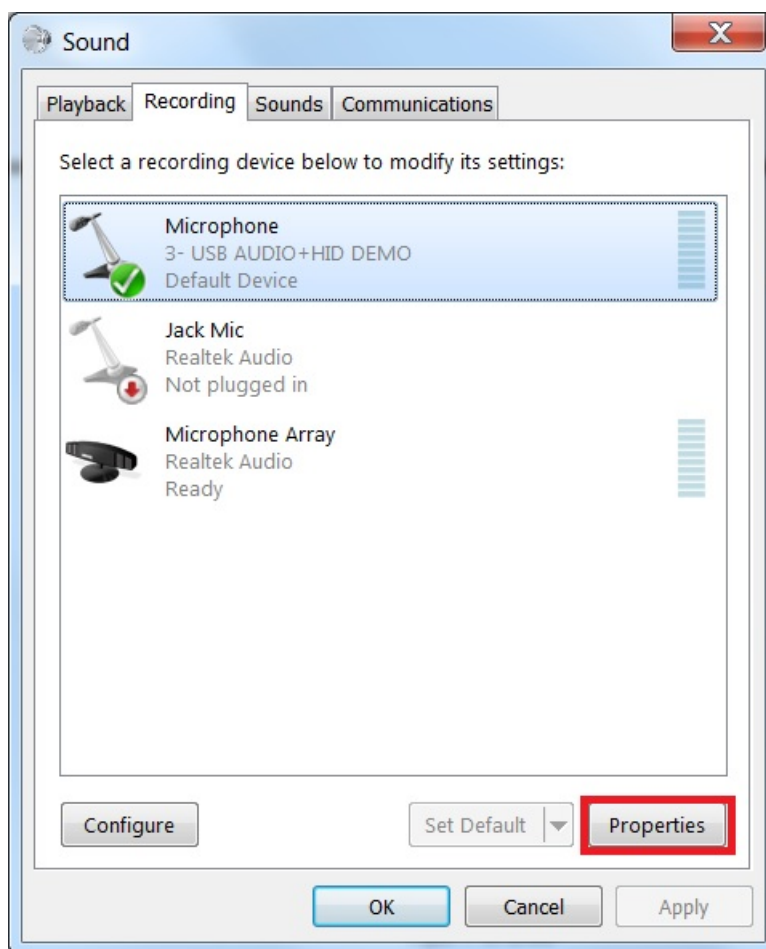 Sound
Playback Recording Sounds Communications
Select a recording device below to modify its settings:
Microphone
3- USB AUDIO+HID DEMO
Default Device
Jack Mic
Realtek Audio
Not plugged in
Microphone Array
Realtek Audio
Ready
Configure Set Default Properties
OK Cancel Apply